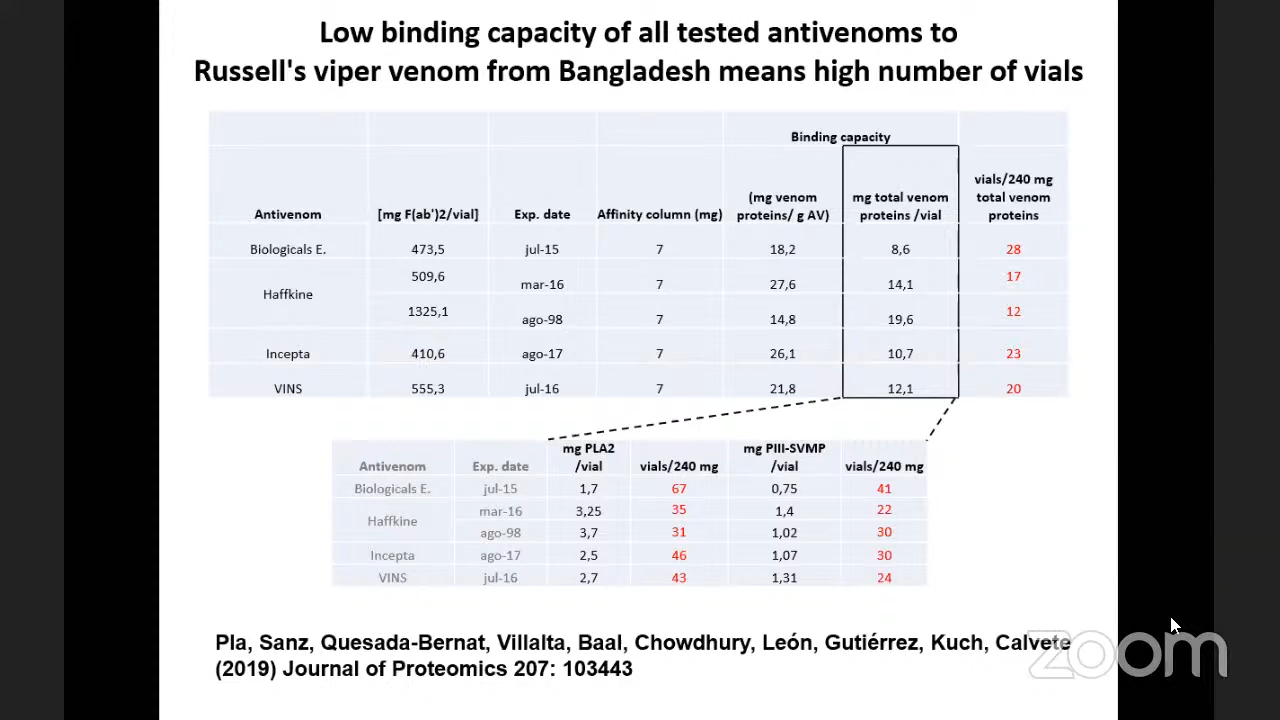 Low binding capacity of all tested antivenoms to
Russell's viper venom from Bangladesh means high number of vials
Binding capacity
Antivenom [mg F(ab')2/vial] Exp. date Affinity column (mg) (mg venom proteins/ g AV) mg total venom proteins /vial vials/240 mg total venom proteins
Biologicals E. 473,5 jul-15 7 18,2 8,6 28
Haffkine 509,6 mar-16 7 27,6 14,1 17
1325,1 ago-98 7 14,8 19,6 12
Incepta 410,6 ago-17 7 26,1 10,7 23
VINS 555,3 jul-16 7 21,8 12,1 20
Antivenom Exp. date mg PLA2 /vial vials/240 mg mg PIII-SVMP /vial vials/240 mg
Biologicals E. jul-15 1,7 67 0,75 41
Haffkine mar-16 3,25 35 1,4 22
ago-98 3,7 31 1,02 30
Incepta ago-17 2,5 46 1,07 30
VINS jul-16 2,7 43 1,31 24
Pla, Sanz, Quesada-Bernat, Villalta, Baal, Chowdhury, León, Gutiérrez, Kuch, Calvete
(2019) Journal of Proteomics 207: 103443
zoom